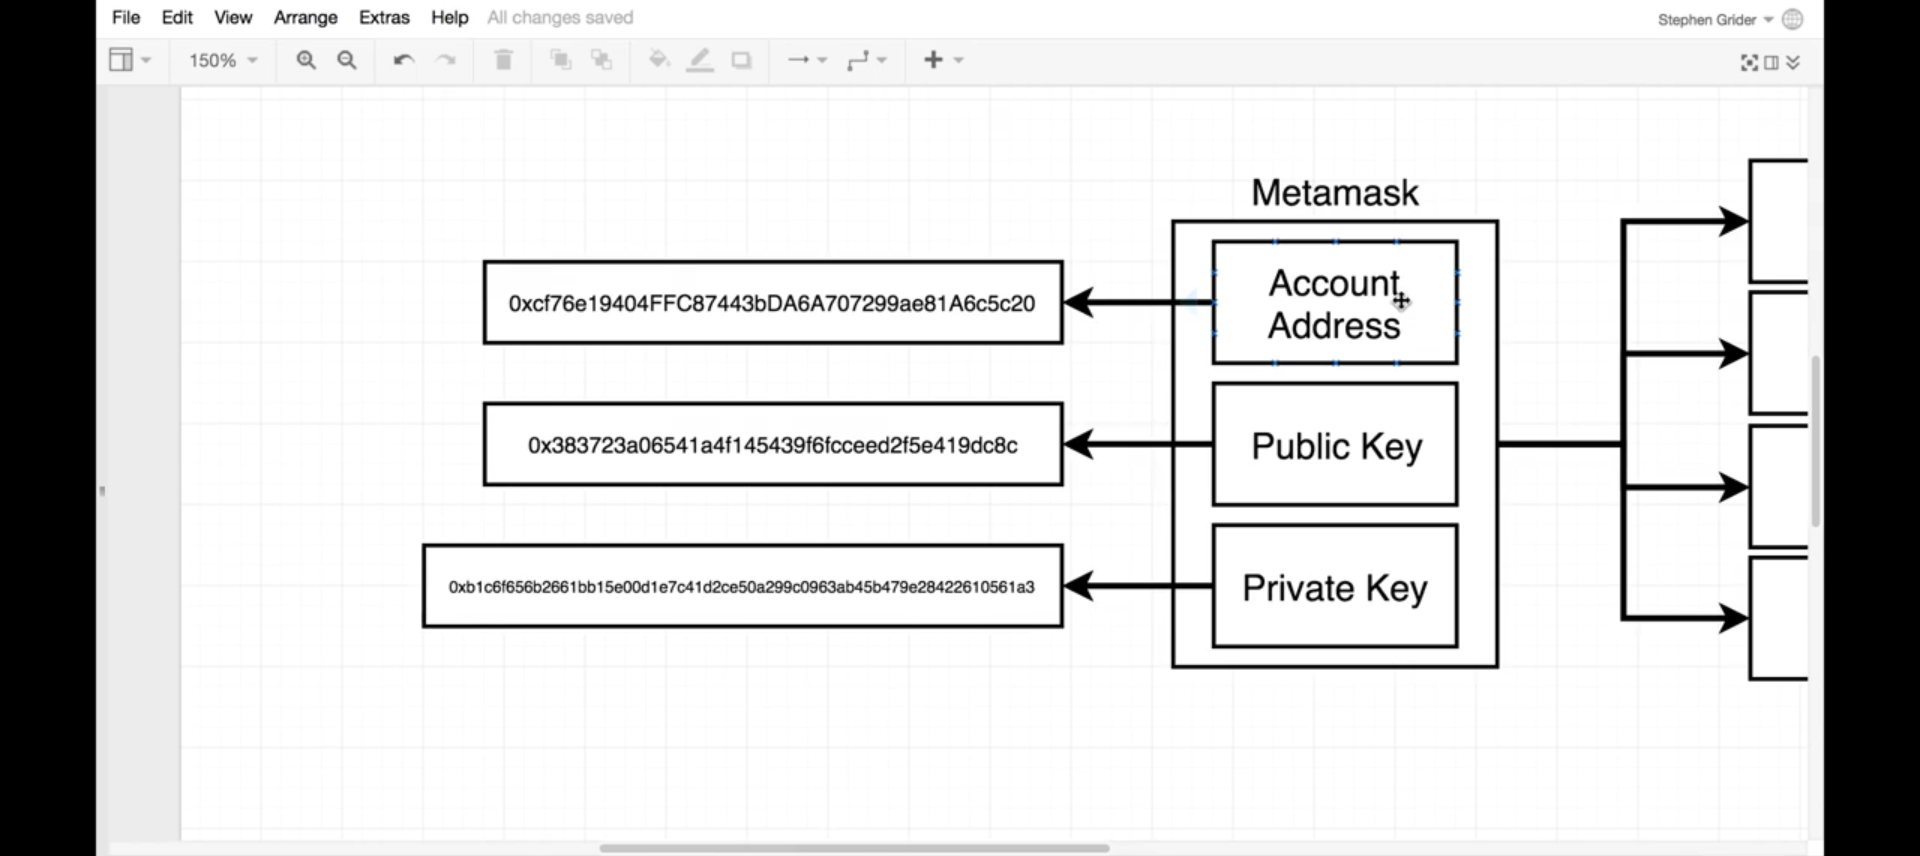 File Edit View Arrange Extras Help All changes saved
Stephen Grider
150%
Metamask
Account
Address
0xcf76e19404FFC87443bDA6A707299ae81A6c5c20
Public Key
0x383723a06541a4f145439f6fcceed2f5e419dc8c
Private Key
0xb1c6f656b2661bb15e00d1e7c41d2ce50a299c0963ab45b479e28422610561a3